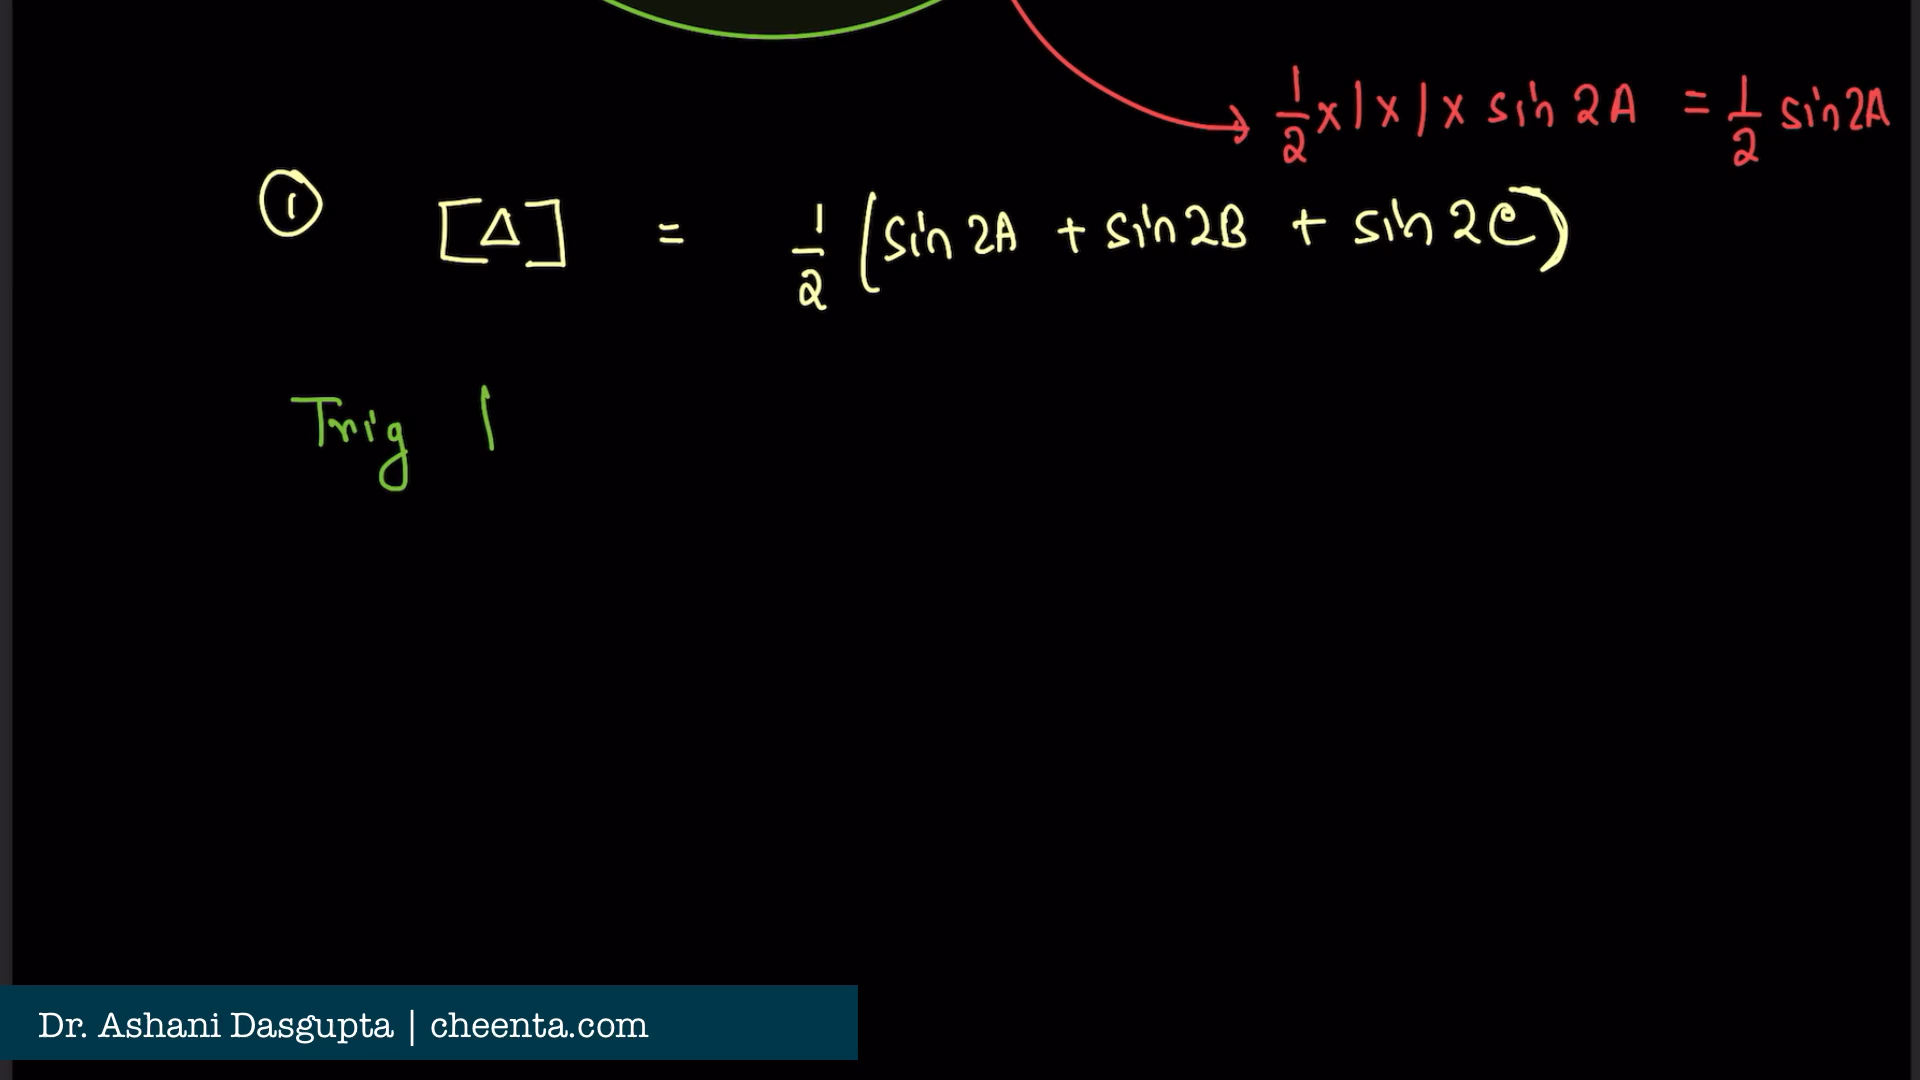 1/2 x 1 x 1 x sin 2A = 1/2 sin 2A
① [Δ] = 1/2 (sin 2A + sin 2B + sin 2C)
Trig
Dr. Ashani Dasgupta | cheenta.com